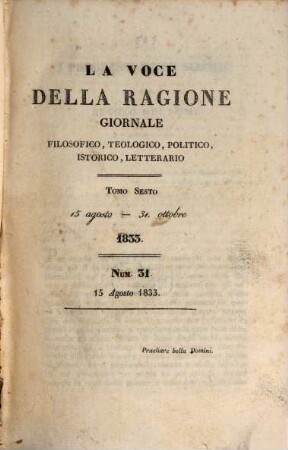 LA VOCE
DELLA RAGIONE
GIORNALE
FILOSOFICO, TEOLOGICO, POLITICO,
ISTORICO, LETTERARIO
TOMO SESTO
15 agosto — 31. ottobre
1833.
NUM. 31
15 Agosto 1833.
Praeliare bella Domini.